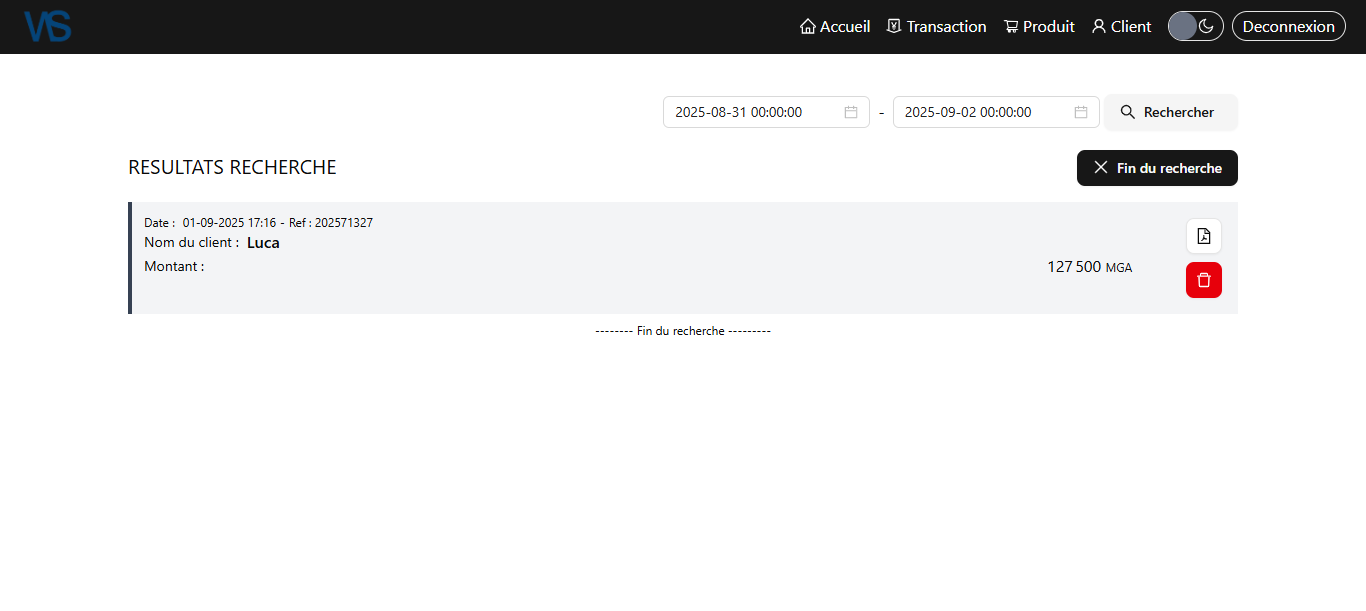 VIS Accueil Transaction Produit Client Deconnexion
2025-08-31 00:00:00 - 2025-09-02 00:00:00 Rechercher
RESULTATS RECHERCHE Fin du recherche
Date : 01-09-2025 17:16 - Ref : 202571327
Nom du client : Luca
Montant : 127 500 MGA
-------- Fin du recherche ---------